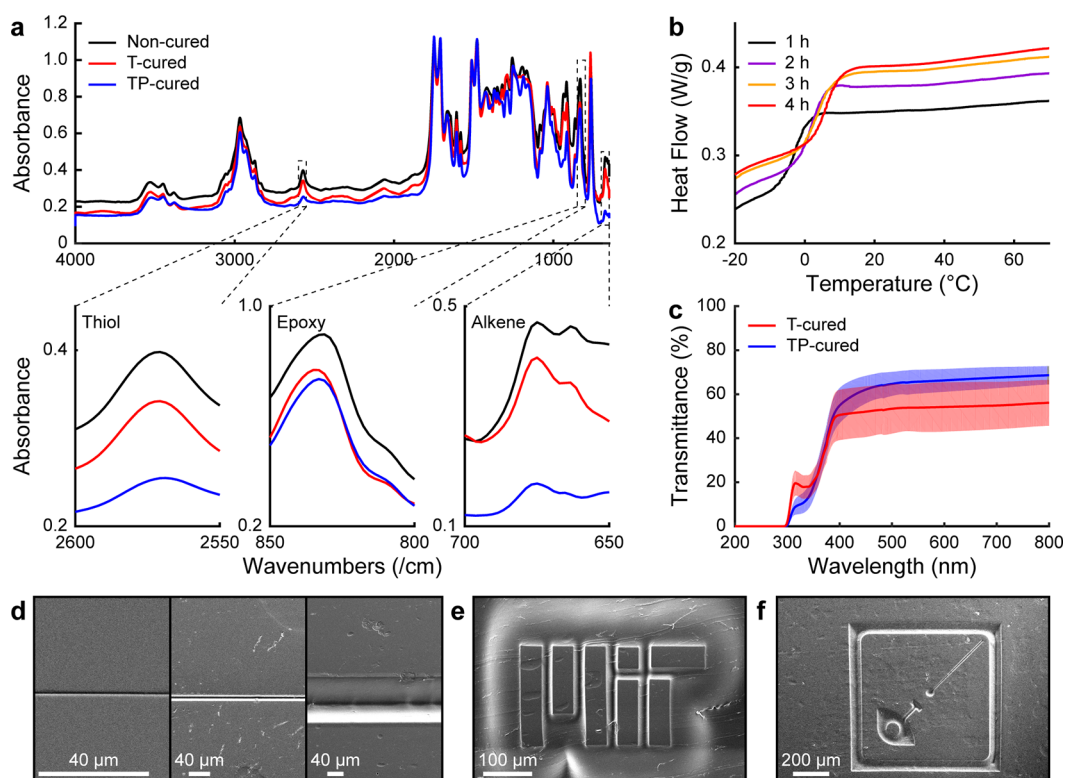 a
Absorbance
1.2
1.0
0.8
0.6
0.4
0.2
0
Non-cured
T-cured
TP-cured
4000
3000
2000
1000
Absorbance
0.4
0.2
Thiol
2600
2550
1.0
0.2
Epoxy
850
800
0.5
0.1
Alkene
700
650
Wavenumbers (/cm)
b
Heat Flow (W/g)
0.4
0.3
0.2
1 h
2 h
3 h
4 h
-20
0
20
40
60
Temperature (°C)
c
Transmittance (%)
100
80
60
40
20
0
T-cured
TP-cured
200
300
400
500
600
700
800
Wavelength (nm)
d
40 µm
40 µm
40 µm
e
100 µm
f
200 µm